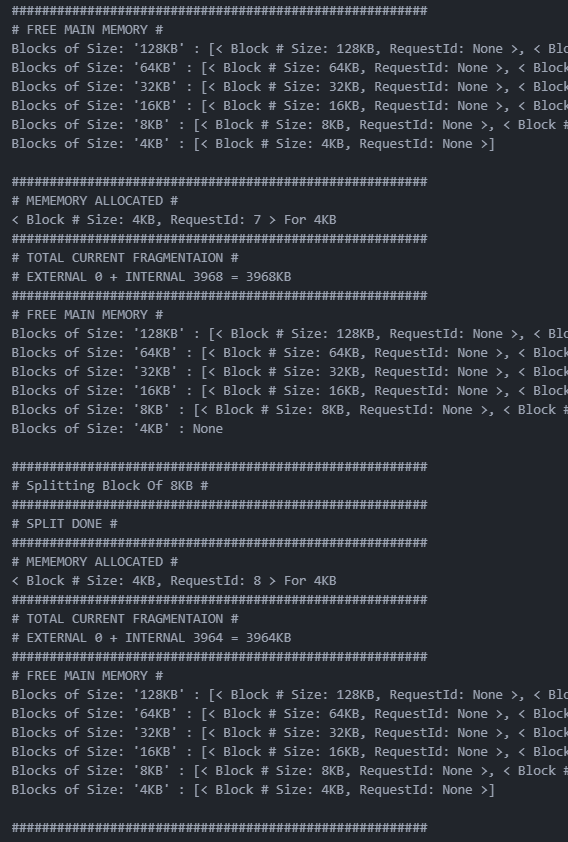 #######################################################
# FREE MAIN MEMORY #
Blocks of Size: '128KB' : [< Block # Size: 128KB, RequestId: None >, < Blo
Blocks of Size: '64KB' : [< Block # Size: 64KB, RequestId: None >, < Block
Blocks of Size: '32KB' : [< Block # Size: 32KB, RequestId: None >, < Block
Blocks of Size: '16KB' : [< Block # Size: 16KB, RequestId: None >, < Block
Blocks of Size: '8KB' : [< Block # Size: 8KB, RequestId: None >, < Block #
Blocks of Size: '4KB' : [< Block # Size: 4KB, RequestId: None >]
#######################################################
# MEMEMORY ALLOCATED #
< Block # Size: 4KB, RequestId: 7 > For 4KB
#######################################################
# TOTAL CURRENT FRAGMENTAION #
# EXTERNAL 0 + INTERNAL 3968 = 3968KB
#######################################################
# FREE MAIN MEMORY #
Blocks of Size: '128KB' : [< Block # Size: 128KB, RequestId: None >, < Blo
Blocks of Size: '64KB' : [< Block # Size: 64KB, RequestId: None >, < Block
Blocks of Size: '32KB' : [< Block # Size: 32KB, RequestId: None >, < Block
Blocks of Size: '16KB' : [< Block # Size: 16KB, RequestId: None >, < Block
Blocks of Size: '8KB' : [< Block # Size: 8KB, RequestId: None >, < Block #
Blocks of Size: '4KB' : None
#######################################################
# Splitting Block Of 8KB #
#######################################################
# SPLIT DONE #
#######################################################
# MEMEMORY ALLOCATED #
< Block # Size: 4KB, RequestId: 8 > For 4KB
#######################################################
# TOTAL CURRENT FRAGMENTAION #
# EXTERNAL 0 + INTERNAL 3964 = 3964KB
#######################################################
# FREE MAIN MEMORY #
Blocks of Size: '128KB' : [< Block # Size: 128KB, RequestId: None >, < Blo
Blocks of Size: '64KB' : [< Block # Size: 64KB, RequestId: None >, < Block
Blocks of Size: '32KB' : [< Block # Size: 32KB, RequestId: None >, < Block
Blocks of Size: '16KB' : [< Block # Size: 16KB, RequestId: None >, < Block
Blocks of Size: '8KB' : [< Block # Size: 8KB, RequestId: None >, < Block #
Blocks of Size: '4KB' : [< Block # Size: 4KB, RequestId: None >]
#######################################################